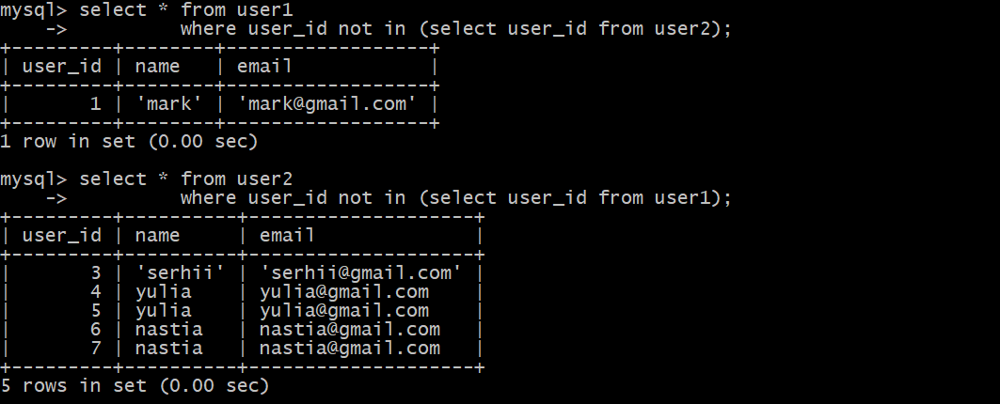 mysql> select * from user1
    ->          where user_id not in (select user_id from user2);
+---------+--------+------------------+
| user_id | name   | email            |
+---------+--------+------------------+
|       1 | 'mark' | 'mark@gmail.com' |
+---------+--------+------------------+
1 row in set (0.00 sec)

mysql> select * from user2
    ->          where user_id not in (select user_id from user1);
+---------+----------+--------------------+
| user_id | name     | email              |
+---------+----------+--------------------+
|       3 | 'serhii' | 'serhii@gmail.com' |
|       4 | yulia    | yulia@gmail.com    |
|       5 | yulia    | yulia@gmail.com    |
|       6 | nastia   | nastia@gmail.com   |
|       7 | nastia   | nastia@gmail.com   |
+---------+----------+--------------------+
5 rows in set (0.00 sec)